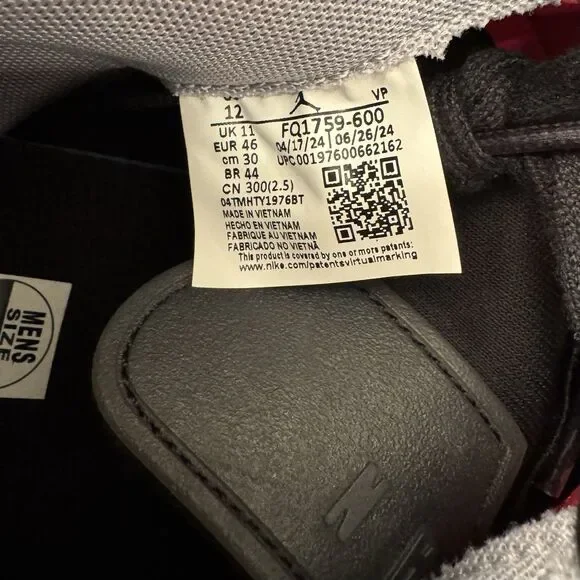 12 VP
UK 11 FQ1759-600
EUR 46 04/17/24 | 06/26/24
cm 30 UPC00197600662162
BR 44
CN 300(2.5)
04TMHTY1976BT
MADE IN VIETNAM
HECHO EN VIETNAM
FABRIQUE AU VIETNAM
FABRICADO NO VIETNÃ
This product is covered by one or more patents:
www.nike.com/patentsvirtualmarking
MENS
SIZE
N